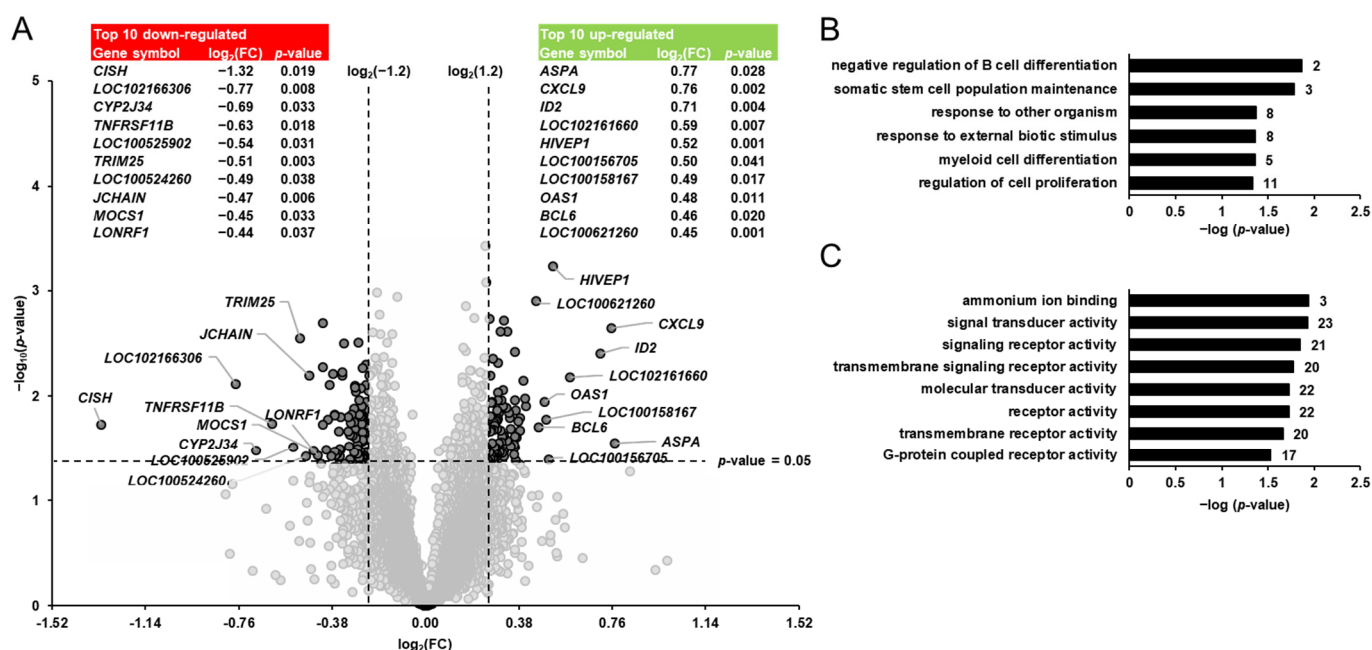 A
Top 10 down-regulated
Gene symbol log2(FC) p-value
CISH −1.32 0.019
LOC102166306 −0.77 0.008
CYP2J34 −0.69 0.033
TNFRSF11B −0.63 0.018
LOC100525902 −0.54 0.031
TRIM25 −0.51 0.003
LOC100524260 −0.49 0.038
JCHAIN −0.47 0.006
MOCS1 −0.45 0.033
LONRF1 −0.44 0.037
log2(−1.2)
log2(1.2)
Top 10 up-regulated
Gene symbol log2(FC) p-value
ASPA 0.77 0.028
CXCL9 0.76 0.002
ID2 0.71 0.004
LOC102161660 0.59 0.007
HIVEP1 0.52 0.001
LOC100156705 0.50 0.041
LOC100158167 0.49 0.017
OAS1 0.48 0.011
BCL6 0.46 0.020
LOC100621260 0.45 0.001
5
4
3
2
1
0
−log10(p-value)
TRIM25
JCHAIN
LOC102166306
CISH
TNFRSF11B
LONRF1
MOCS1
CYP2J34
LOC100525902
LOC100524260
HIVEP1
LOC100621260
CXCL9
ID2
LOC102161660
OAS1
LOC100158167
BCL6
ASPA
LOC100156705
p-value = 0.05
-1.52 -1.14 -0.76 -0.38 0.00 0.38 0.76 1.14 1.52
log2(FC)
B
negative regulation of B cell differentiation 2
somatic stem cell population maintenance 3
response to other organism 8
response to external biotic stimulus 8
myeloid cell differentiation 5
regulation of cell proliferation 11
0 0.5 1 1.5 2 2.5
−log (p-value)
C
ammonium ion binding 3
signal transducer activity 23
signaling receptor activity 21
transmembrane signaling receptor activity 20
molecular transducer activity 22
receptor activity 22
transmembrane receptor activity 20
G-protein coupled receptor activity 17
0 0.5 1 1.5 2 2.5
−log (p-value)